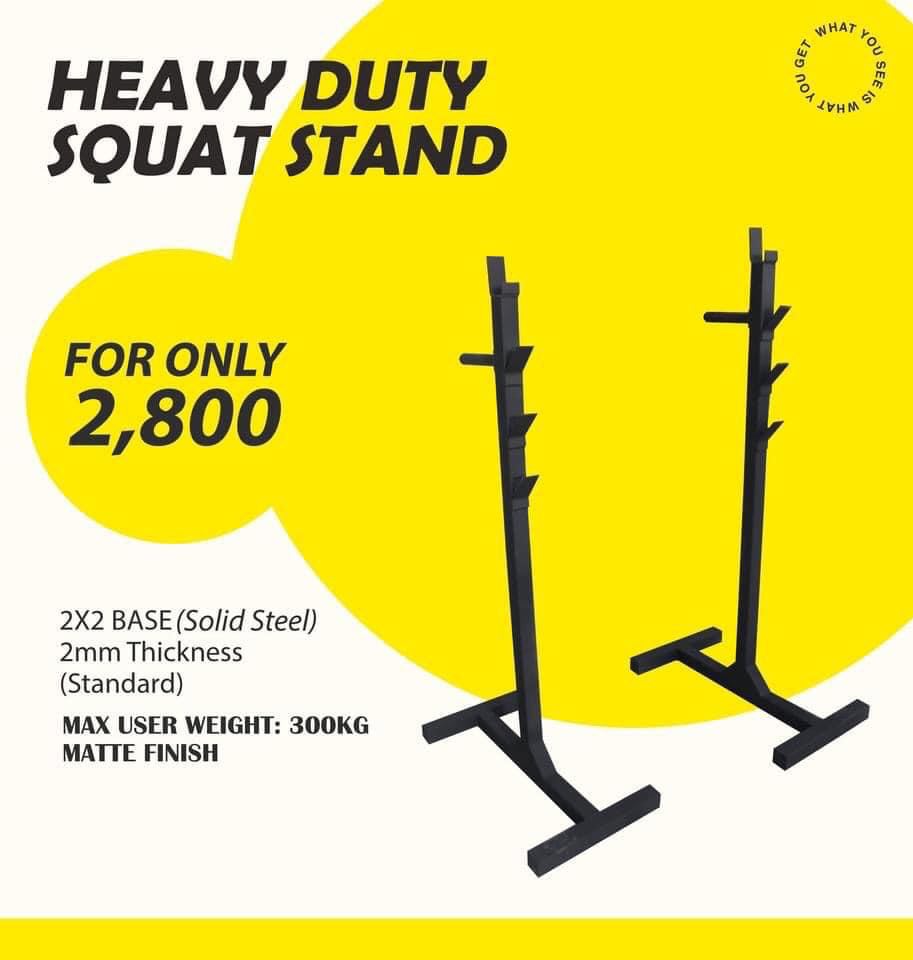 HEAVY DUTY
SQUAT STAND
WHAT YOU SEE IS WHAT YOU GET
FOR ONLY
2,800
2X2 BASE (Solid Steel)
2mm Thickness
(Standard)
MAX USER WEIGHT: 300KG
MATTE FINISH